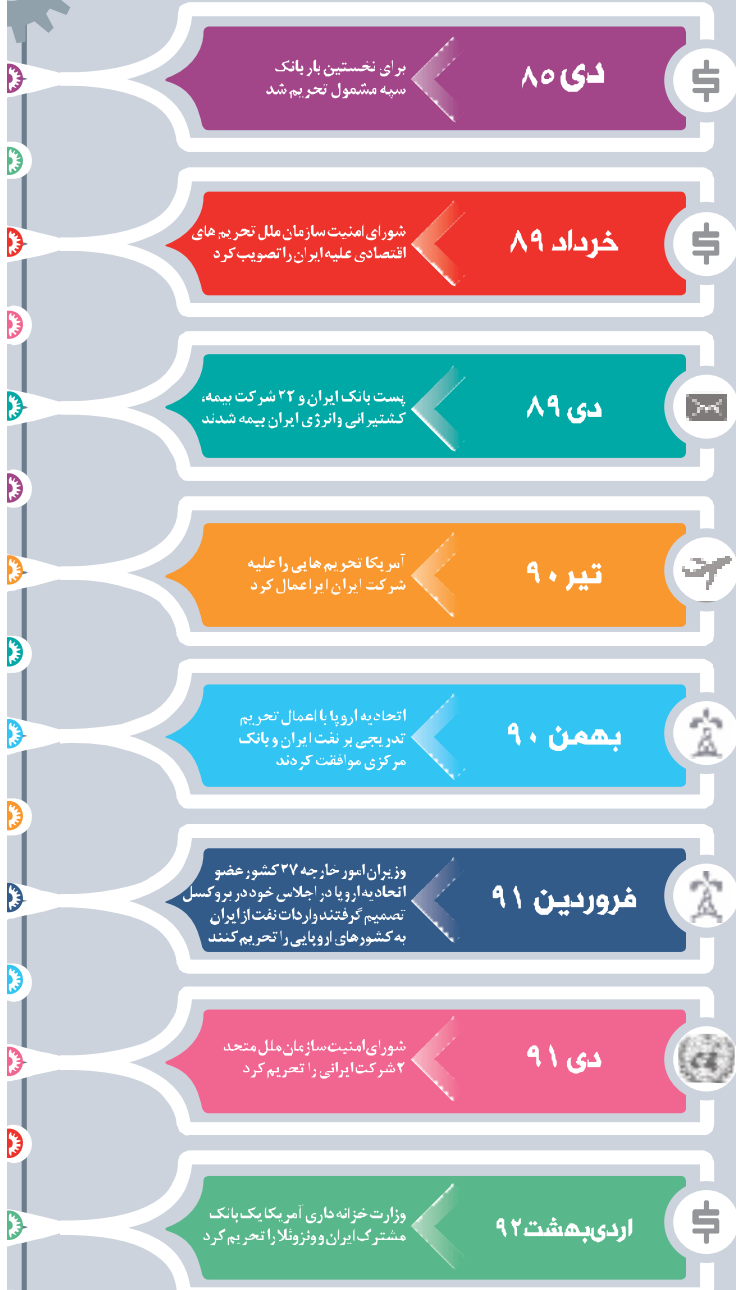 دی ۸۵
برای نخستین بار بانک
سپه مشمول تحریم شد
خرداد ۸۹
شورای امنیت سازمان ملل تحریم های
اقتصادی علیه ایران را تصویب کرد
دی ۸۹
پست بانک ایران و ۲۲ شرکت بیمه،
کشتیرانی وانرژی ایران بیمه شدند
تیر ۹۰
آمریکا تحریم هایی را علیه
شرکت ایران ایر اعمال کرد
بهمن ۹۰
اتحادیه اروپا با اعمال تحریم
تدریجی بر نفت ایران و بانک
مرکزی موافقت کردند
فروردین ۹۱
وزیران امور خارجه ۲۷ کشور عضو
اتحادیه اروپا در اجلاس خود در بروکسل
تصمیم گرفتند واردات نفت از ایران
به کشورهای اروپایی را تحریم کنند
دی ۹۱
شورای امنیت سازمان ملل متحد
۲ شرکت ایرانی را تحریم کرد
اردیبهشت ۹۲
وزارت خزانه داری آمریکا یک بانک
مشترک ایران و ونزوئلا را تحریم کرد